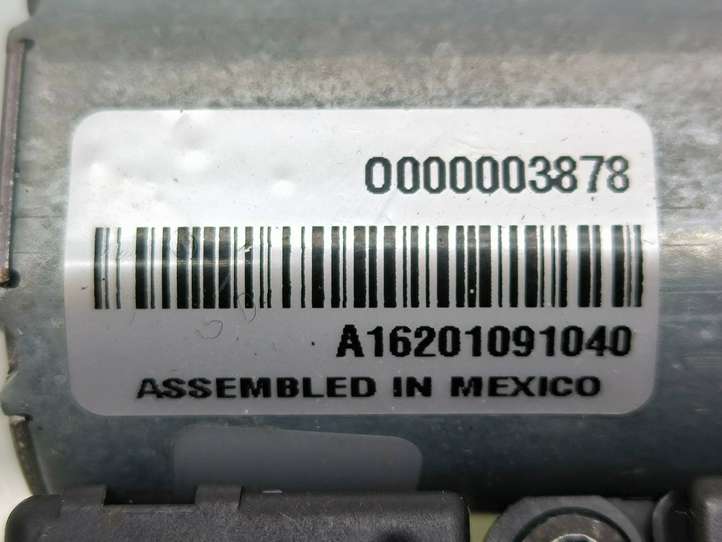 0000003878
A16201091040
ASSEMBLED IN MEXICO